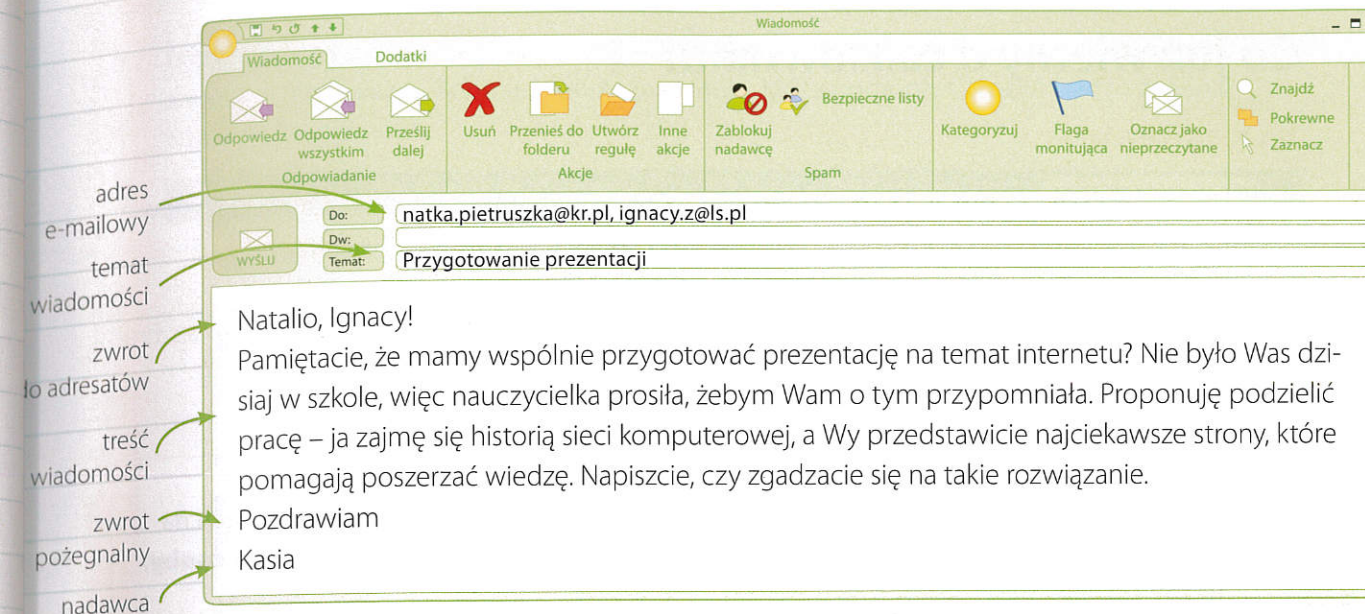 Wiadomość
Wiadomość Dodatki
Odpowiedz Odpowiedz wszystkim Prześlij dalej
Odpowiadanie
Usuń Przenieś do folderu Utwórz regułę Inne akcje
Akcje
Zablokuj nadawcę Bezpieczne listy
Spam
Kategoryzuj Flaga monitująca Oznacz jako nieprzeczytane
Znajdź
Pokrewne
Zaznacz
adres
e-mailowy
temat
wiadomości
zwrot
do adresatów
treść
wiadomości
zwrot
pożegnalny
nadawca
WYŚLIJ
Do: natka.pietruszka@kr.pl, ignacy.z@ls.pl
Dw:
Temat: Przygotowanie prezentacji
Natalio, Ignacy!
Pamiętacie, że mamy wspólnie przygotować prezentację na temat internetu? Nie było Was dzi-
siaj w szkole, więc nauczycielka prosiła, żebym Wam o tym przypomniała. Proponuję podzielić
pracę – ja zajmę się historią sieci komputerowej, a Wy przedstawicie najciekawsze strony, które
pomagają poszerzać wiedzę. Napiszcie, czy zgadzacie się na takie rozwiązanie.
Pozdrawiam
Kasia